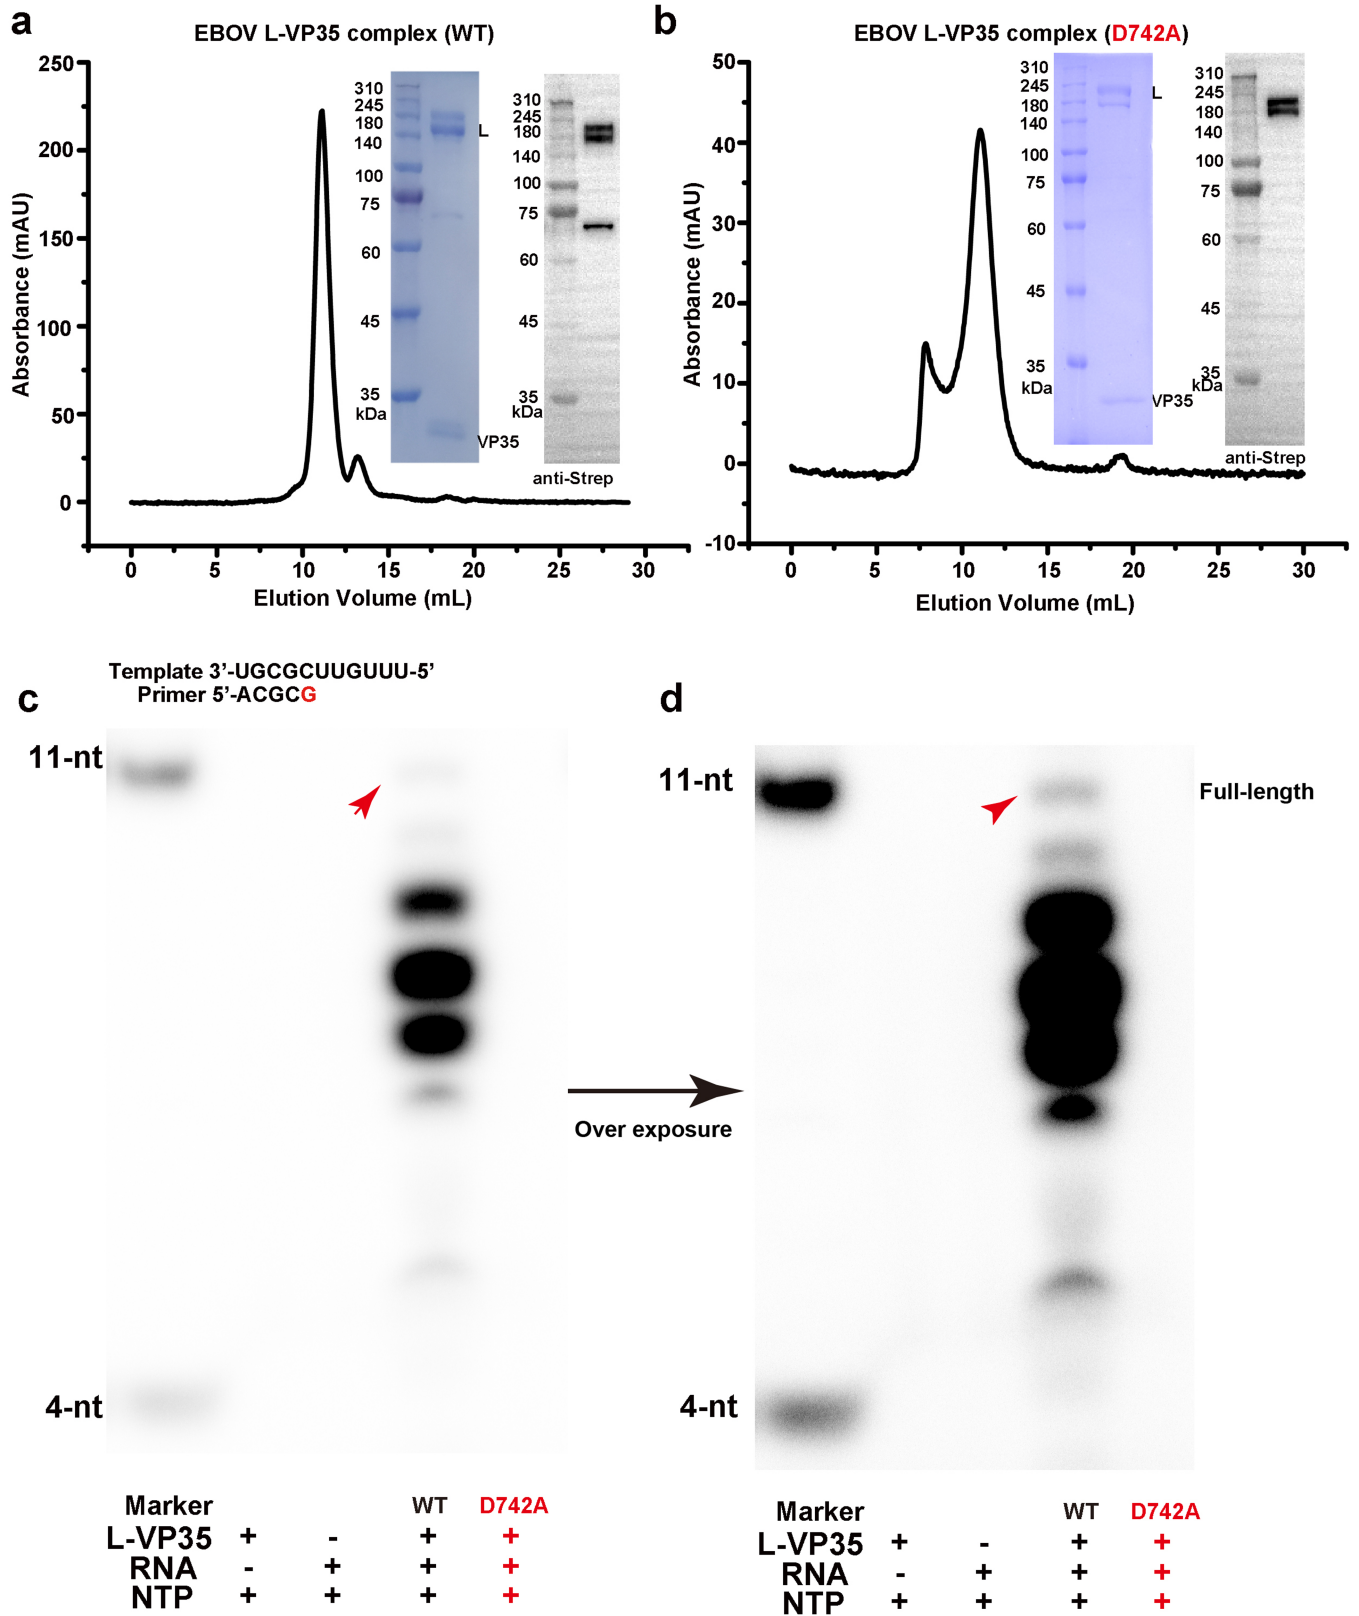 a
EBOV L-VP35 complex (WT)
250
200
150
100
50
0
Absorbance (mAU)
0 5 10 15 20 25 30
Elution Volume (mL)
310
245
180
140
100
75
60
45
35
kDa
L
VP35
310
245
180
140
100
75
60
45
35
kDa
anti-Strep
b
EBOV L-VP35 complex (D742A)
50
40
30
20
10
0
-10
Absorbance (mAU)
0 5 10 15 20 25 30
Elution Volume (mL)
310
245
180
140
100
75
60
45
35
kDa
L
VP35
310
245
180
140
100
75
60
45
35
kDa
anti-Strep
Template 3’-UGCGCUUGUUU-5’
Primer 5’-ACGCG
c
11-nt
4-nt
Marker WT D742A
L-VP35 + - + +
RNA - + + +
NTP + + + +
Over exposure
d
11-nt
Full-length
4-nt
Marker WT D742A
L-VP35 + - + +
RNA - + + +
NTP + + + +